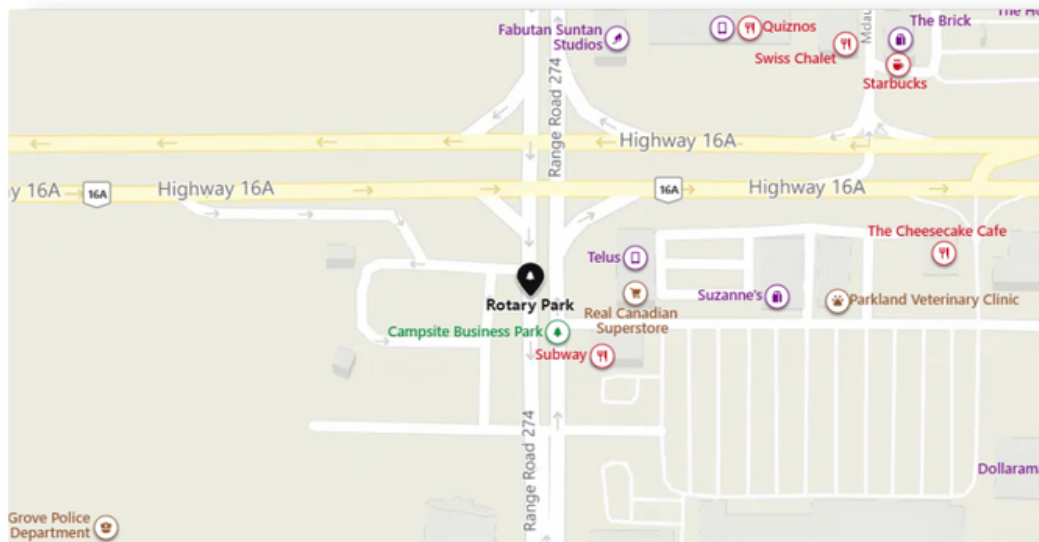 Fabutan Suntan
Studios
Quiznos
The Brick
Swiss Chalet
Starbucks
Range Road 274
Highway 16A
Highway 16A
16A
16A
Highway 16A
The Cheesecake Cafe
Telus
Rotary Park
Suzanne's
Parkland Veterinary Clinic
Real Canadian
Superstore
Campsite Business Park
Subway
Range Road 274
Dollarama
Grove Police
Department